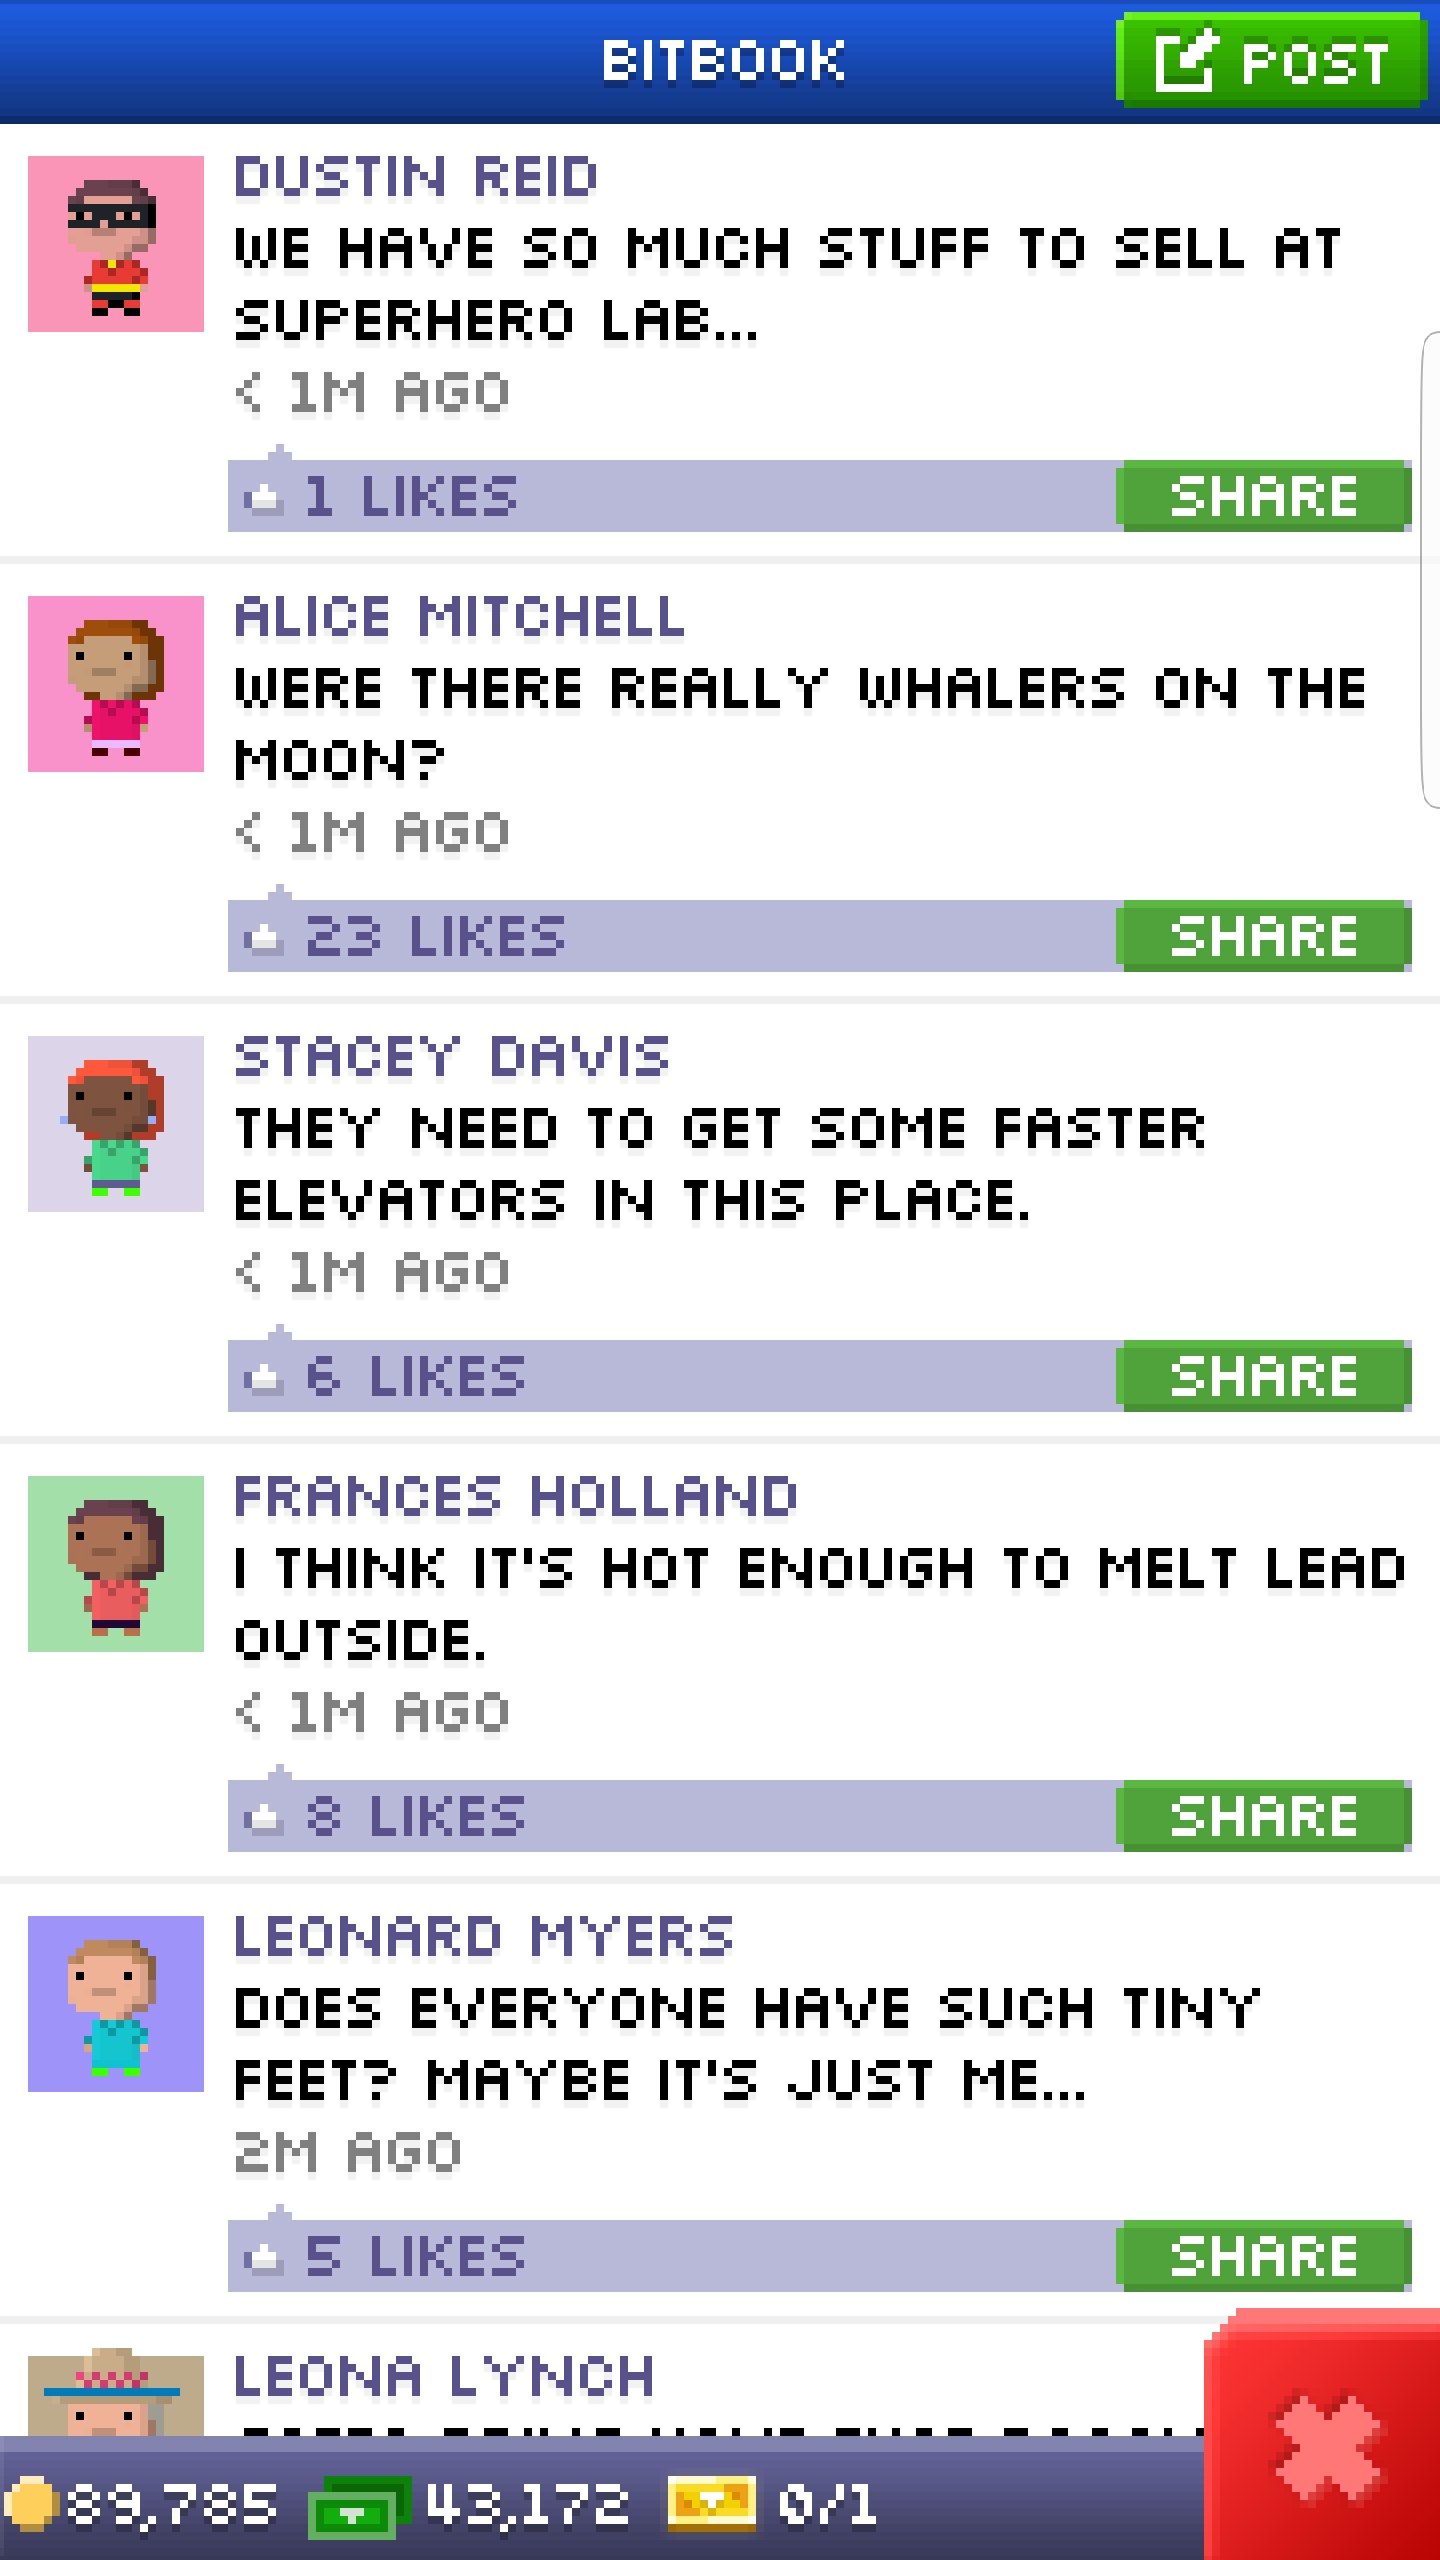 BITBOOK
POST
DUSTIN REID
WE HAVE SO MUCH STUFF TO SELL AT
SUPERHERO LAB...
< 1M AGO
1 LIKES
SHARE
ALICE MITCHELL
WERE THERE REALLY WHALERS ON THE
MOON?
< 1M AGO
23 LIKES
SHARE
STACEY DAVIS
THEY NEED TO GET SOME FASTER
ELEVATORS IN THIS PLACE.
< 1M AGO
6 LIKES
SHARE
FRANCES HOLLAND
I THINK IT'S HOT ENOUGH TO MELT LEAD
OUTSIDE.
< 1M AGO
8 LIKES
SHARE
LEONARD MYERS
DOES EVERYONE HAVE SUCH TINY
FEET? MAYBE IT'S JUST ME...
2M AGO
5 LIKES
SHARE
LEONA LYNCH
89,785
43,172
0/1